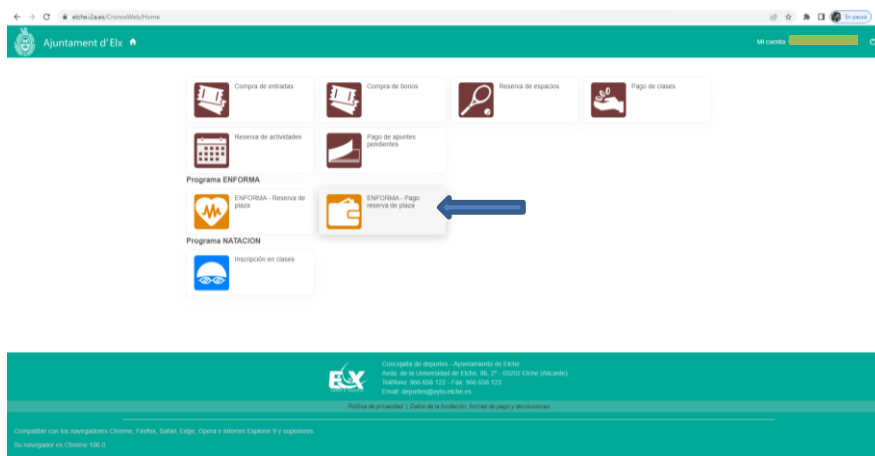 elche.i2a.es/CronosWeb/Home
En pausa
Ajuntament d'Elx
Mi cuenta
Compra de entradas
Compra de bonos
Reserva de espacios
Pago de clases
Reserva de actividades
Pago de apuntes
pendientes
Programa ENFORMA
ENFORMA - Reserva de
plaza
ENFORMA - Pago
reserva de plaza
Programa NATACION
Inscripción en clases
Concejalía de deportes - Ayuntamiento de Elche
Avda. de la Universidad de Elche, 86, 2ª - 03202 Elche (Alicante)
Teléfono: 966 658 122 - Fax: 966 658 123
Email: deportes@ayto-elche.es
ELX
Política de privacidad | Datos de la fundación, formas de pago y devoluciones
Compatible con los navegadores Chrome, Firefox, Safari, Edge, Opera e Internet Explorer 9 y superiores.
Su navegador es Chrome 106.0